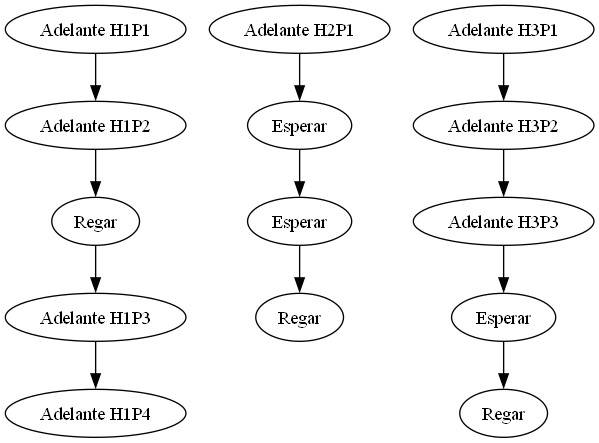 Adelante H1P1
Adelante H2P1
Adelante H3P1
Adelante H1P2
Esperar
Adelante H3P2
Regar
Esperar
Adelante H3P3
Adelante H1P3
Regar
Esperar
Adelante H1P4
Regar